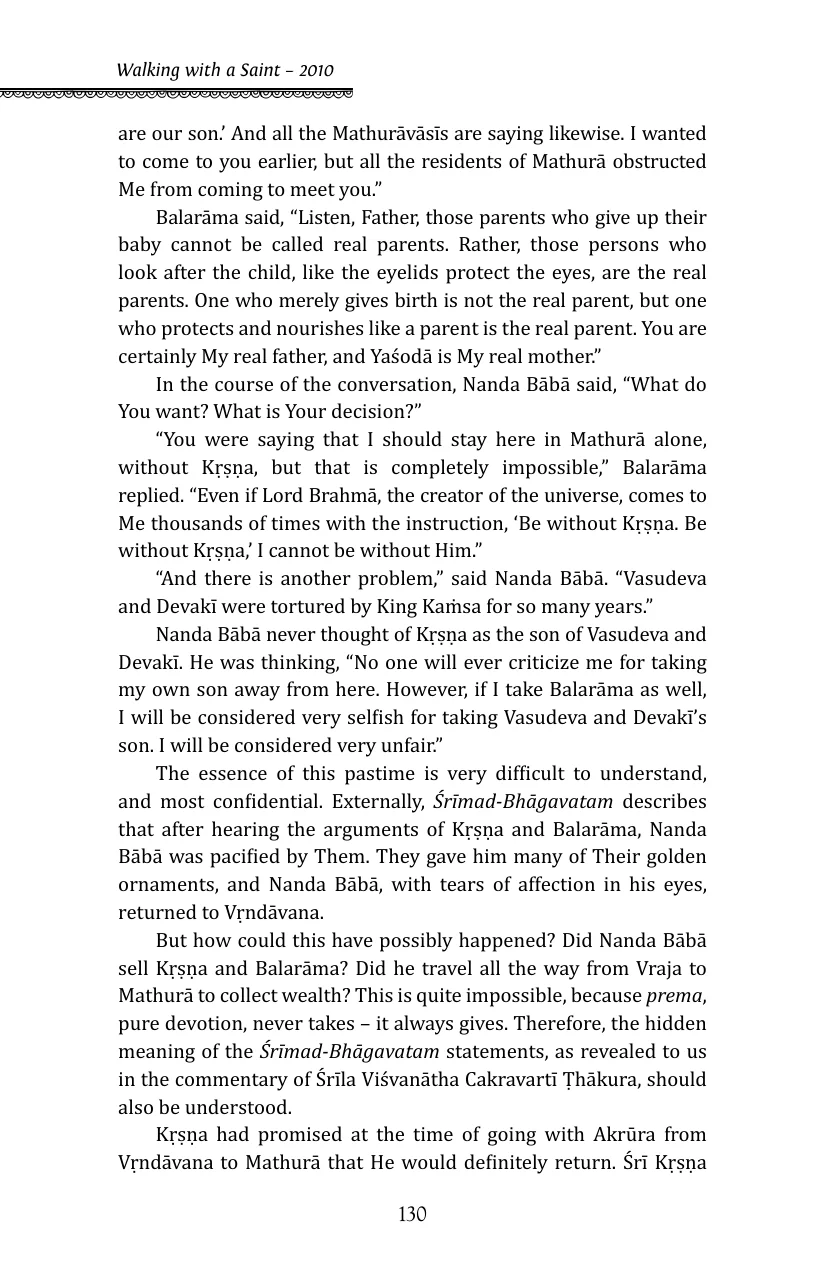 Walking with a Saint – 2010
are our son.’ And all the Mathurāvāsīs are saying likewise. I wanted
to come to you earlier, but all the residents of Mathurā obstructed
Me from coming to meet you.”
Balarāma said, “Listen, Father, those parents who give up their
baby cannot be called real parents. Rather, those persons who
look after the child, like the eyelids protect the eyes, are the real
parents. One who merely gives birth is not the real parent, but one
who protects and nourishes like a parent is the real parent. You are
certainly My real father, and Yaśodā is My real mother.”
In the course of the conversation, Nanda Bābā said, “What do
You want? What is Your decision?”
“You were saying that I should stay here in Mathurā alone,
without Kṛṣṇa, but that is completely impossible,” Balarāma
replied. “Even if Lord Brahmā, the creator of the universe, comes to
Me thousands of times with the instruction, ‘Be without Kṛṣṇa. Be
without Kṛṣṇa,’ I cannot be without Him.”
“And there is another problem,” said Nanda Bābā. “Vasudeva
and Devakī were tortured by King Kaṁsa for so many years.”
Nanda Bābā never thought of Kṛṣṇa as the son of Vasudeva and
Devakī. He was thinking, “No one will ever criticize me for taking
my own son away from here. However, if I take Balarāma as well,
I will be considered very selfish for taking Vasudeva and Devakī’s
son. I will be considered very unfair.”
The essence of this pastime is very difficult to understand,
and most confidential. Externally, Śrīmad-Bhāgavatam describes
that after hearing the arguments of Kṛṣṇa and Balarāma, Nanda
Bābā was pacified by Them. They gave him many of Their golden
ornaments, and Nanda Bābā, with tears of affection in his eyes,
returned to Vṛndāvana.
But how could this have possibly happened? Did Nanda Bābā
sell Kṛṣṇa and Balarāma? Did he travel all the way from Vraja to
Mathurā to collect wealth? This is quite impossible, because prema,
pure devotion, never takes – it always gives. Therefore, the hidden
meaning of the Śrīmad-Bhāgavatam statements, as revealed to us
in the commentary of Śrīla Viśvanātha Cakravartī Ṭhākura, should
also be understood.
Kṛṣṇa had promised at the time of going with Akrūra from
Vṛndāvana to Mathurā that He would definitely return. Śrī Kṛṣṇa
130